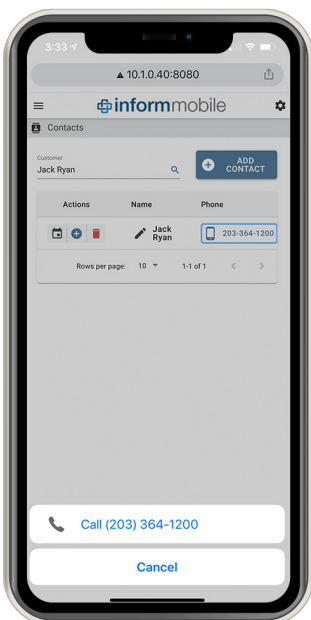 3:33
10.1.0.40:8080
informmobile
Contacts
Customer
Jack Ryan
ADD
CONTACT
Actions Name Phone
Jack
Ryan
203-364-1200
Rows per page: 10 1-1 of 1
Call (203) 364-1200
Cancel